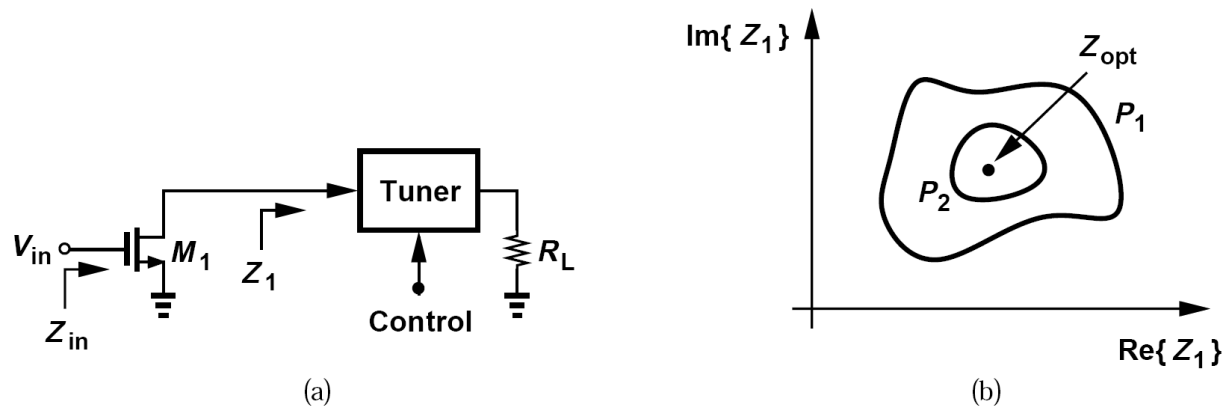 V_in
Z_in
M_1
Z_1
Tuner
Control
R_L
(a)
Im{ Z_1 }
Z_opt
P_1
P_2
Re{ Z_1 }
(b)